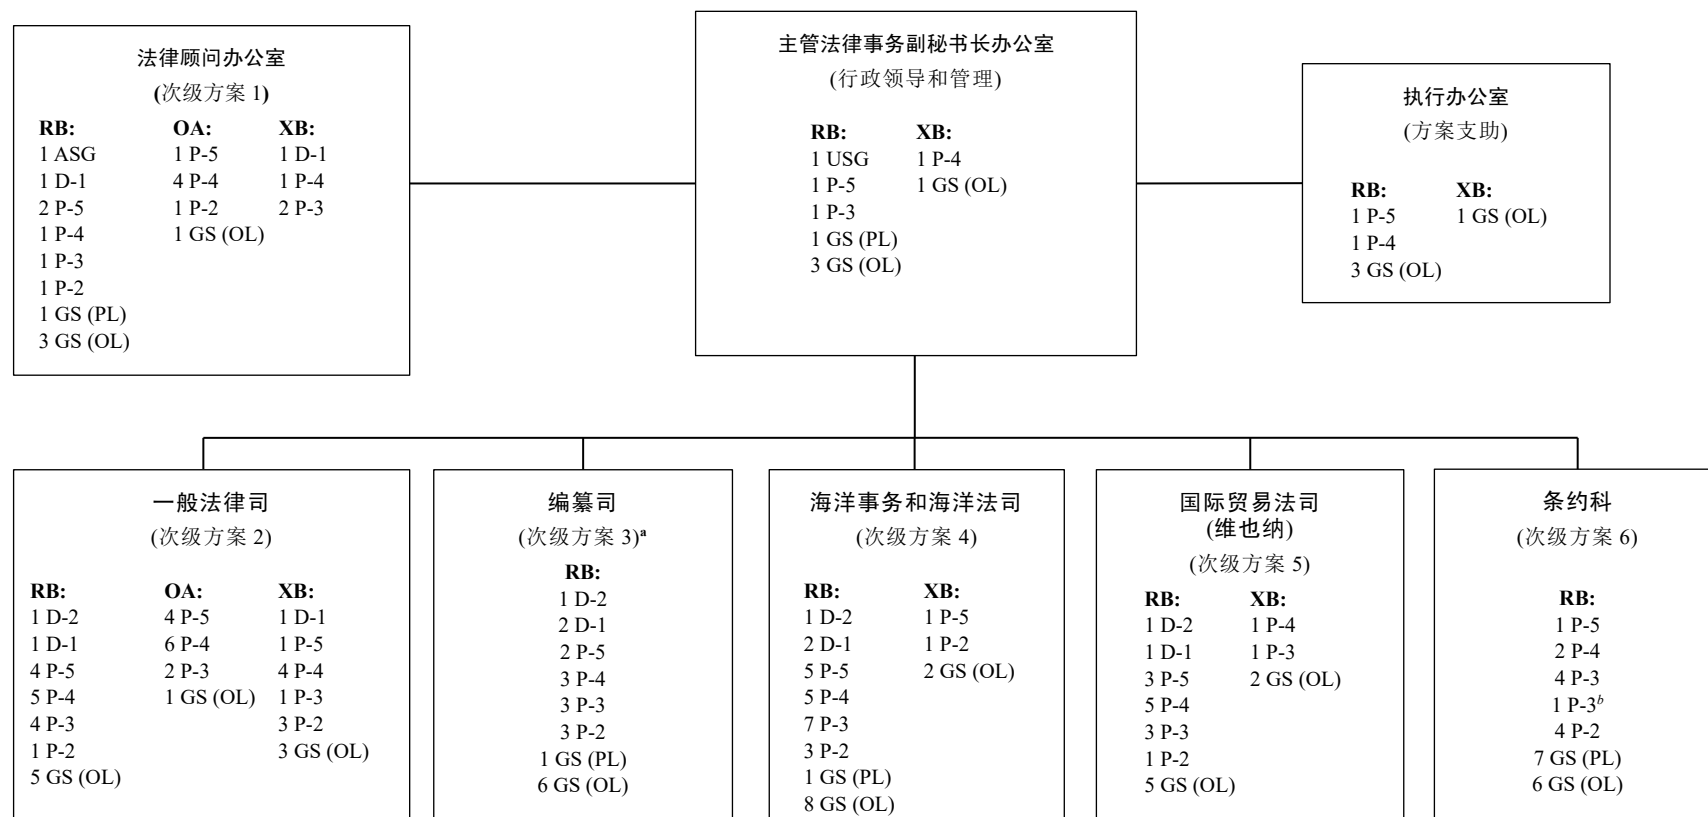 法律顾问办公室
(次级方案 1)
RB:
1 ASG
1 D-1
2 P-5
1 P-4
1 P-3
1 P-2
1 GS (PL)
3 GS (OL)
OA:
1 P-5
4 P-4
1 P-2
1 GS (OL)
XB:
1 D-1
1 P-4
2 P-3
主管法律事务副秘书长办公室
(行政领导和管理)
RB:
1 USG
1 P-5
1 P-3
1 GS (PL)
3 GS (OL)
XB:
1 P-4
1 GS (OL)
执行办公室
(方案支助)
RB:
1 P-5
1 P-4
3 GS (OL)
XB:
1 GS (OL)
一般法律司
(次级方案 2)
RB:
1 D-2
1 D-1
4 P-5
5 P-4
4 P-3
1 P-2
5 GS (OL)
OA:
4 P-5
6 P-4
2 P-3
1 GS (OL)
XB:
1 D-1
1 P-5
4 P-4
1 P-3
3 P-2
3 GS (OL)
编纂司
(次级方案 3)a
RB:
1 D-2
2 D-1
2 P-5
3 P-4
3 P-3
3 P-2
1 GS (PL)
6 GS (OL)
海洋事务和海洋法司
(次级方案 4)
RB:
1 D-2
2 D-1
5 P-5
5 P-4
7 P-3
3 P-2
1 GS (PL)
8 GS (OL)
XB:
1 P-5
1 P-2
2 GS (OL)
国际贸易法司
(维也纳)
(次级方案 5)
RB:
1 D-2
1 D-1
3 P-5
5 P-4
3 P-3
1 P-2
5 GS (OL)
XB:
1 P-4
1 P-3
2 GS (OL)
条约科
(次级方案 6)
RB:
1 P-5
2 P-4
4 P-3
1 P-3b
4 P-2
7 GS (PL)
6 GS (OL)